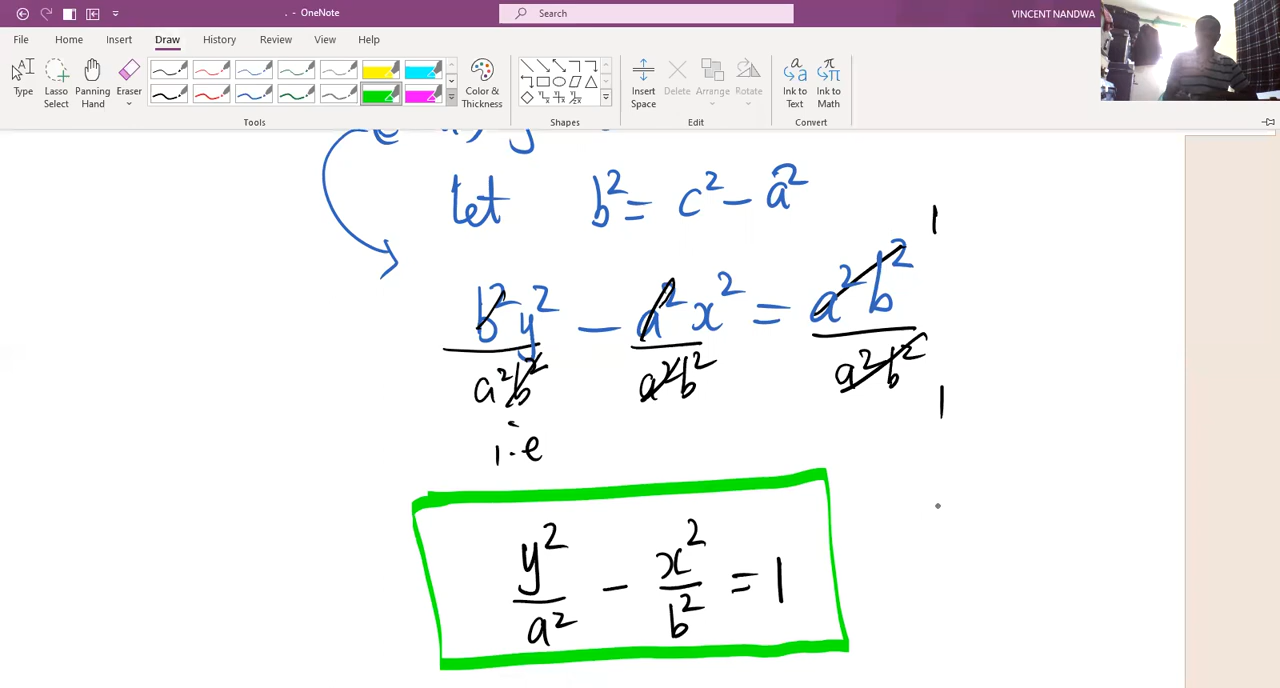 . - OneNote
Search
VINCENT NANDWA
File Home Insert Draw History Review View Help
Type Lasso Select Panning Hand Eraser Color & Thickness Insert Space Delete Arrange Rotate Ink to Text Ink to Math
Tools Shapes Edit Convert
let b² = c² - a²
1
b²y² - a²x² = a²b²
a²b² a²b² a²b²
1
i.e
y²/a² - x²/b² = 1